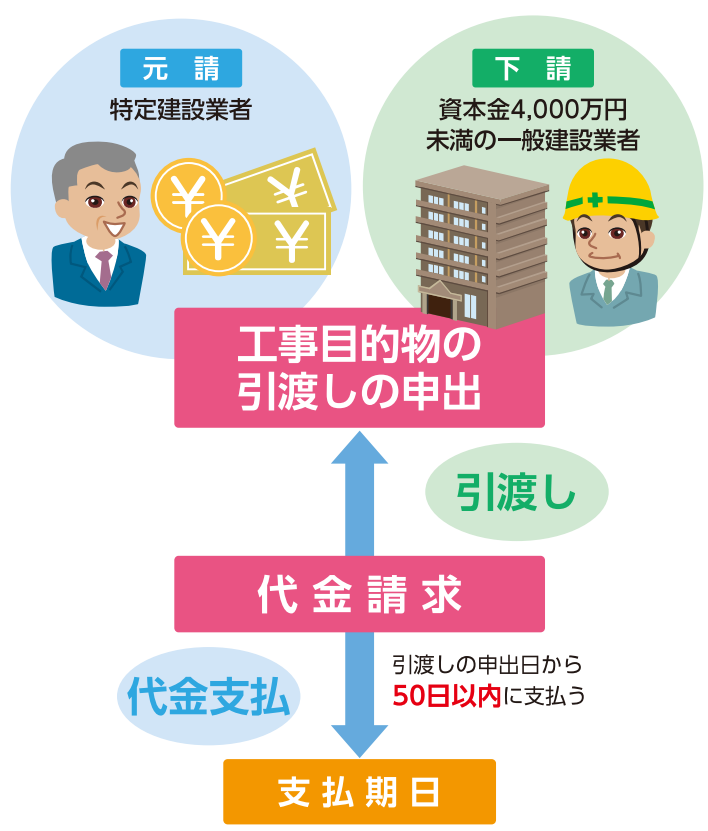 元請
特定建設業者
下請
資本金4,000万円
未満の一般建設業者
¥
¥
¥
¥
工事目的物の
引渡しの申出
引渡し
代金請求
代金支払
引渡しの申出日から
50日以内に支払う
支払期日